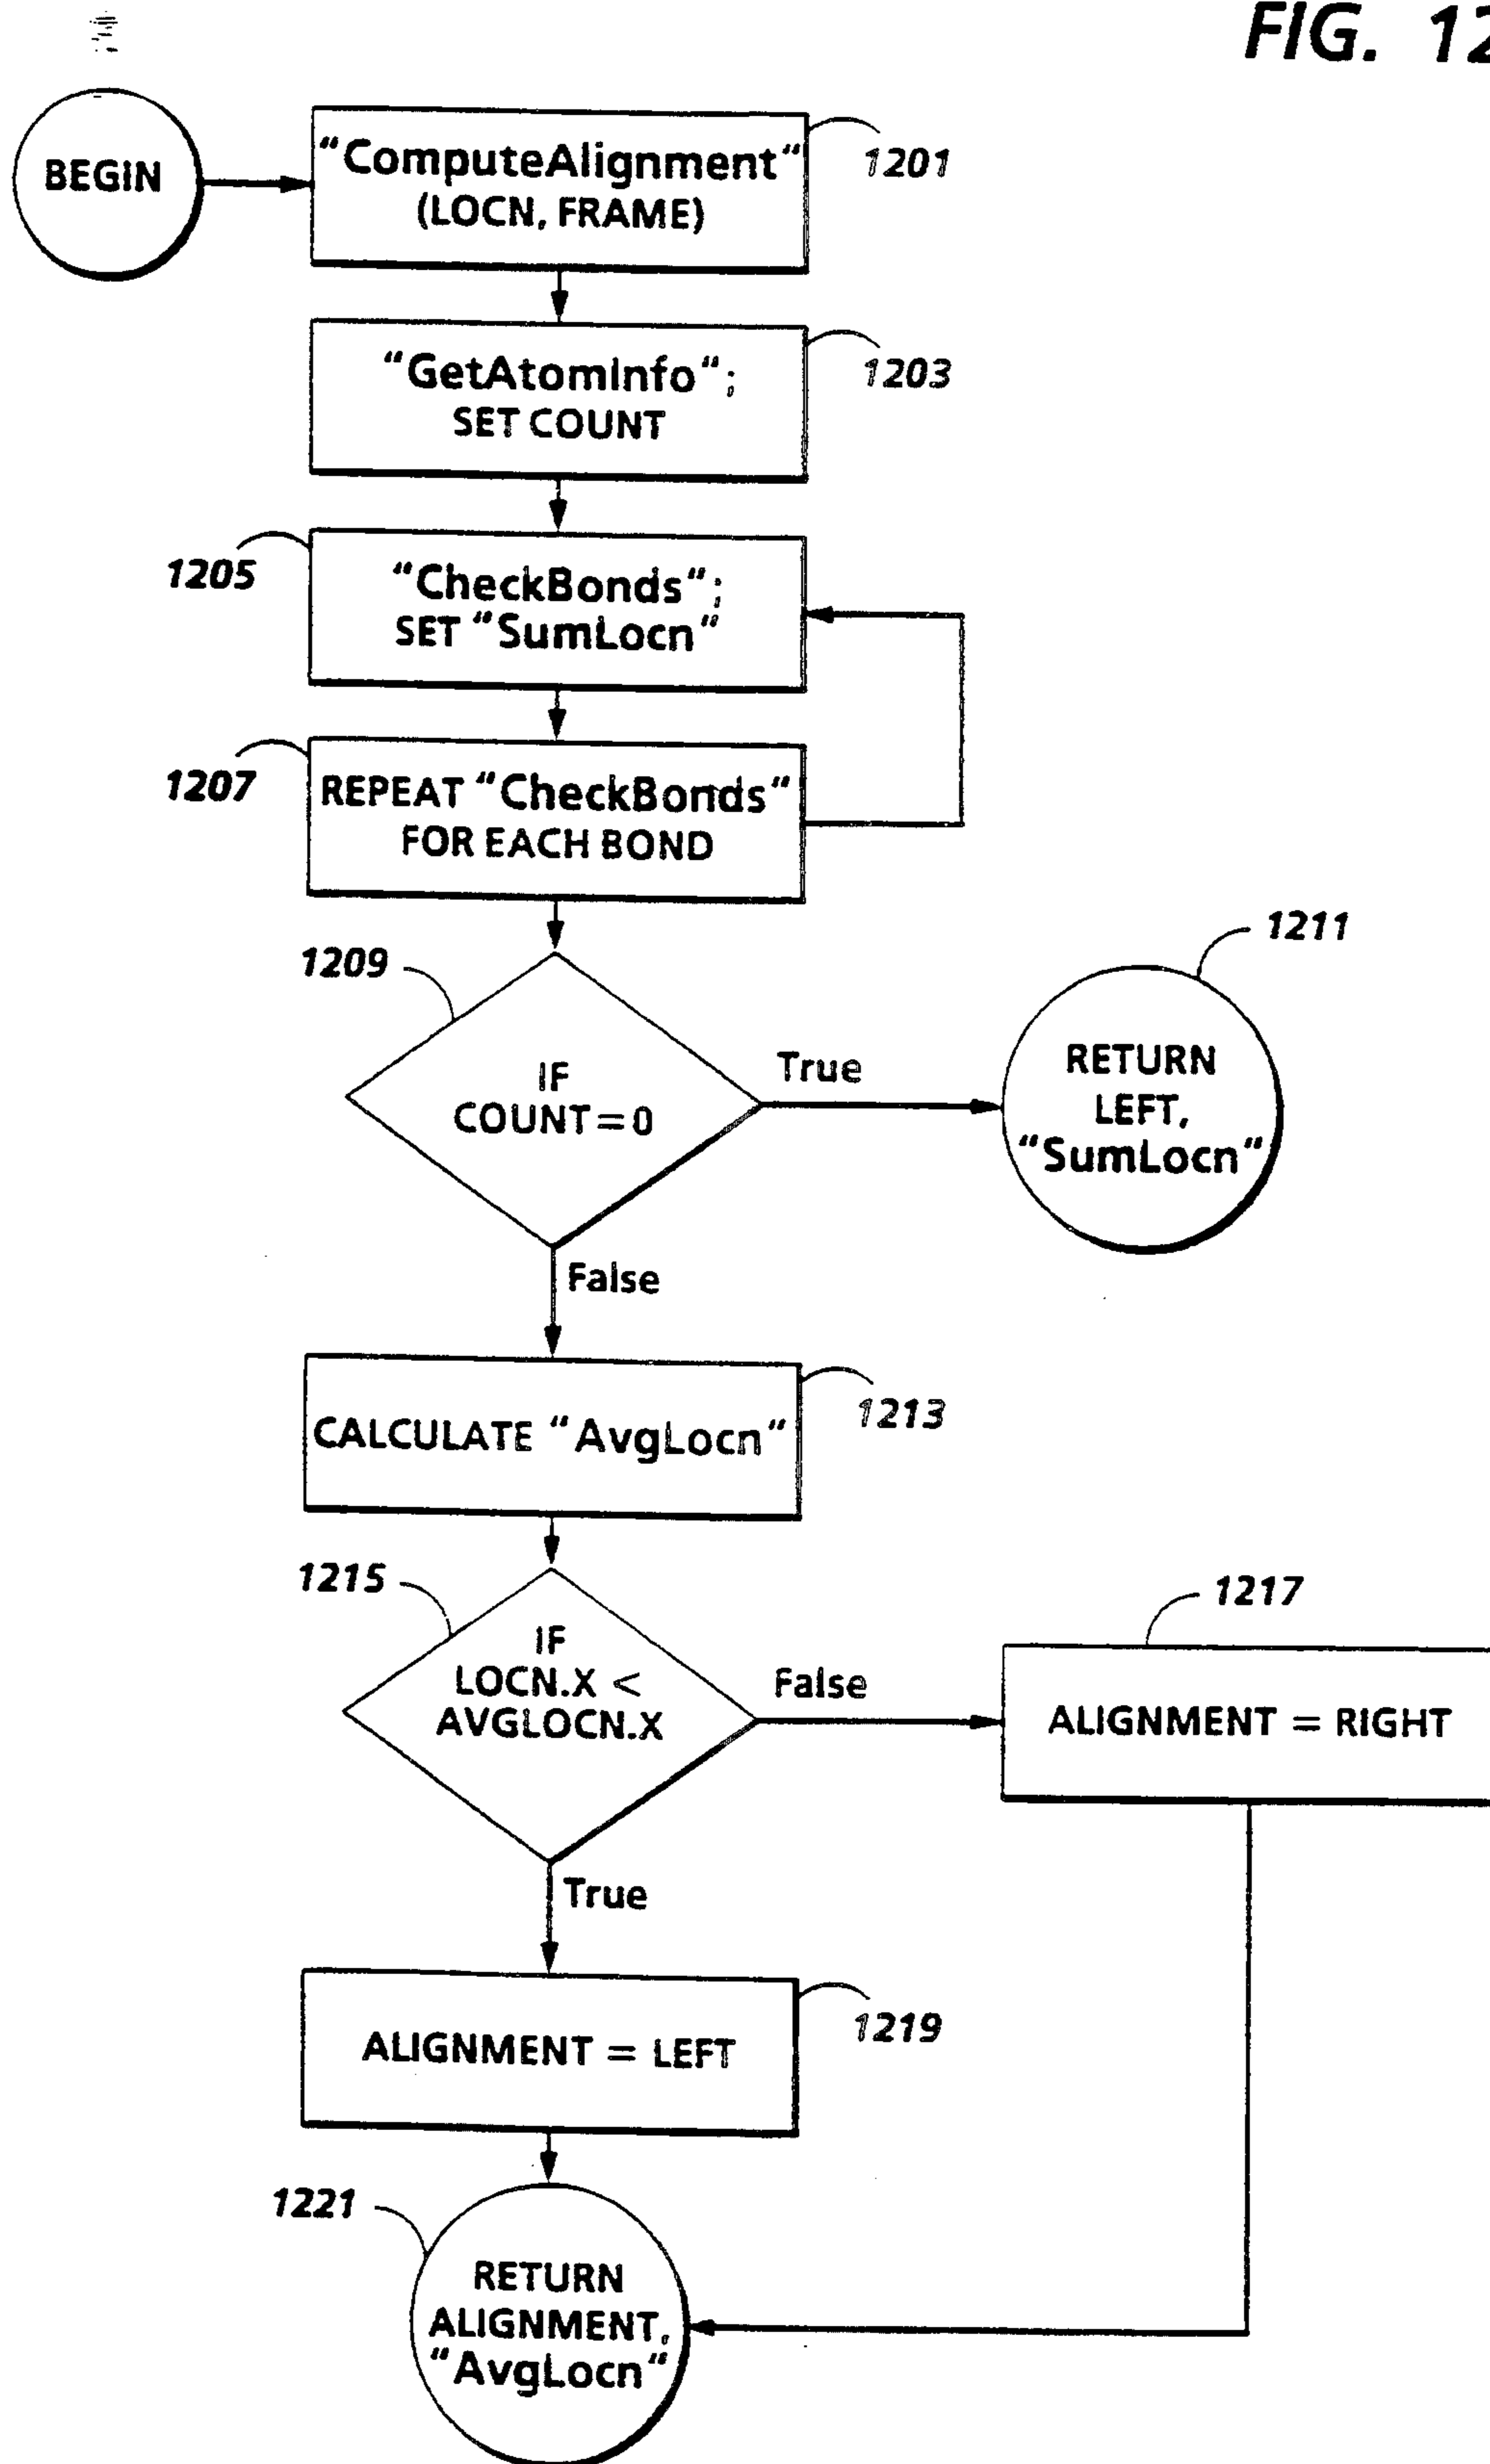 FIG. 12
BEGIN
"ComputeAlignment"
(LOCN, FRAME)
1201
"GetAtomInfo";
SET COUNT
1203
1205
"CheckBonds";
SET "SumLocn"
1207
REPEAT "CheckBonds"
FOR EACH BOND
1209
IF
COUNT=0
True
1211
RETURN
LEFT,
"SumLocn"
False
CALCULATE "AvgLocn"
1213
1215
IF
LOCN.X <
AVGLOCN.X
False
1217
ALIGNMENT = RIGHT
True
ALIGNMENT = LEFT
1219
1221
RETURN
ALIGNMENT,
"AvgLocn"